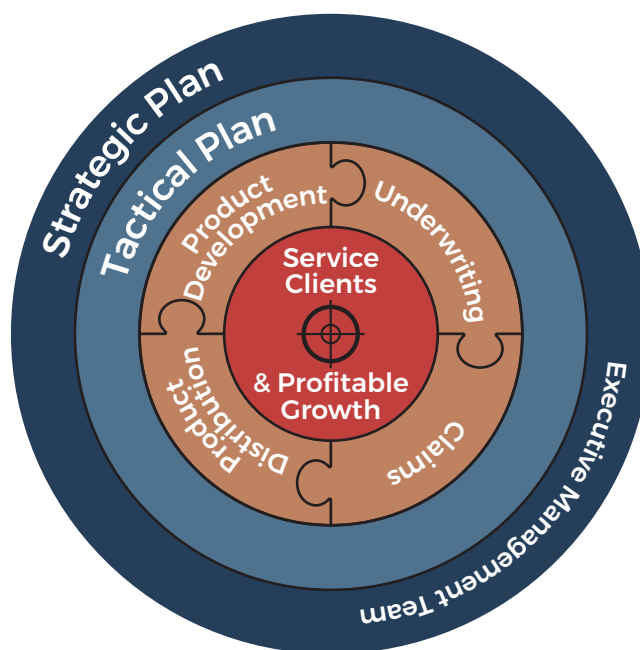 Strategic Plan
Tactical Plan
Product
Development
Underwriting
Service
Clients
& Profitable
Growth
Product
Distribution
Claims
Executive Management Team